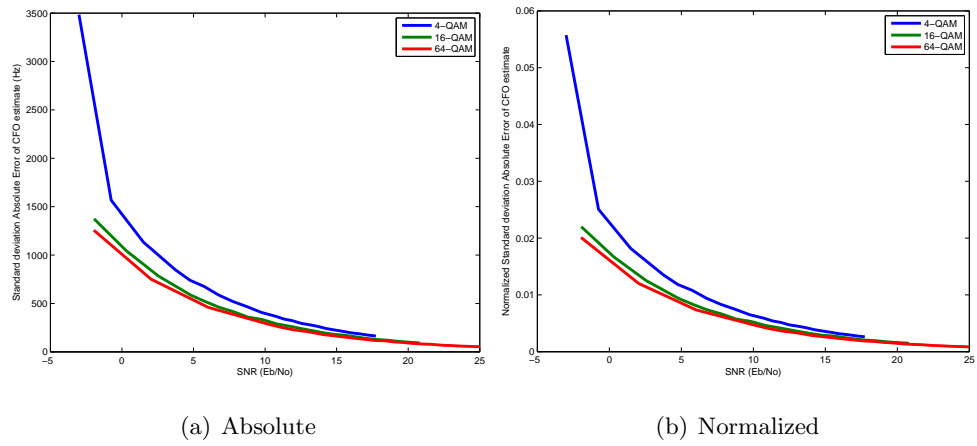 3500
3000
2500
2000
1500
1000
500
0
Standard deviation Absolute Error of CFO estimate (Hz)
4−QAM
16−QAM
64−QAM
−5 0 5 10 15 20 25
SNR (Eb/No)
(a) Absolute
0.06
0.05
0.04
0.03
0.02
0.01
0
Normalized Standard deviation Absolute Error of CFO estimate
4−QAM
16−QAM
64−QAM
−5 0 5 10 15 20 25
SNR (Eb/No)
(b) Normalized